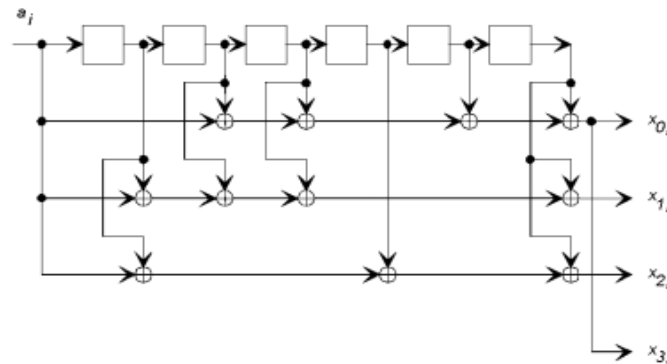 a_i
x_0,
x_1,
x_2,
x_3,